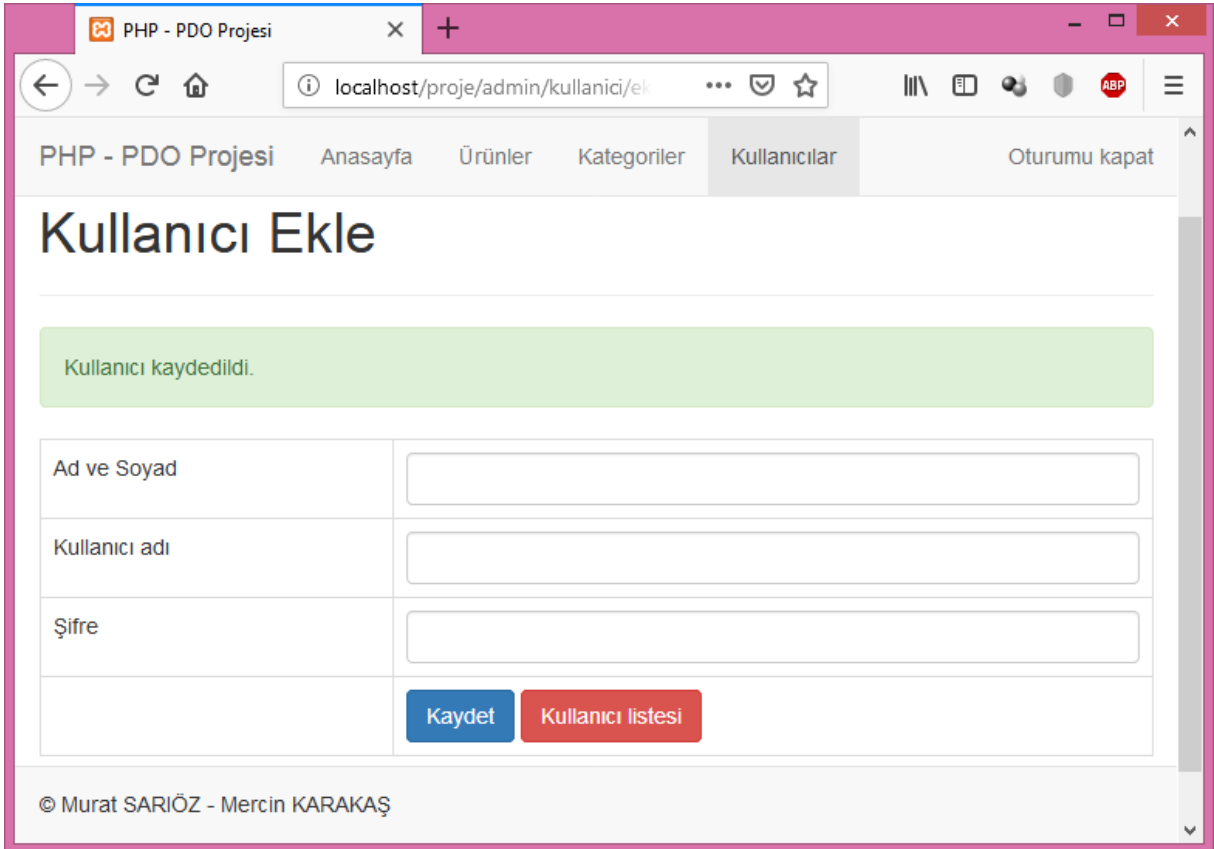 PHP - PDO Projesi
localhost/proje/admin/kullanici/ek
ABP
PHP - PDO Projesi Anasayfa Ürünler Kategoriler Kullanıcılar Oturumu kapat
Kullanıcı Ekle
Kullanıcı kaydedildi.
Ad ve Soyad
Kullanıcı adı
Şifre
Kaydet Kullanıcı listesi
© Murat SARIÖZ - Mercin KARAKAŞ